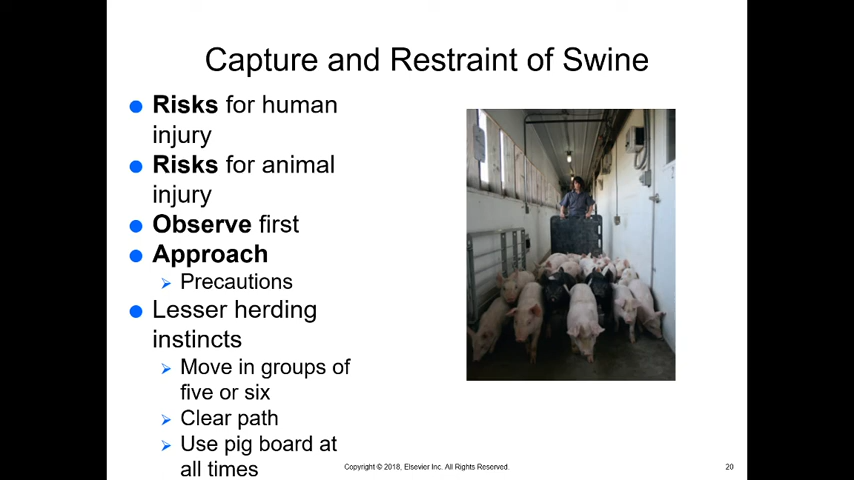 Capture and Restraint of Swine
Risks for human
injury
Risks for animal
injury
Observe first
Approach
Precautions
Lesser herding
instincts
Move in groups of
five or six
Clear path
Use pig board at
all times
Copyright © 2018, Elsevier Inc. All Rights Reserved.
20